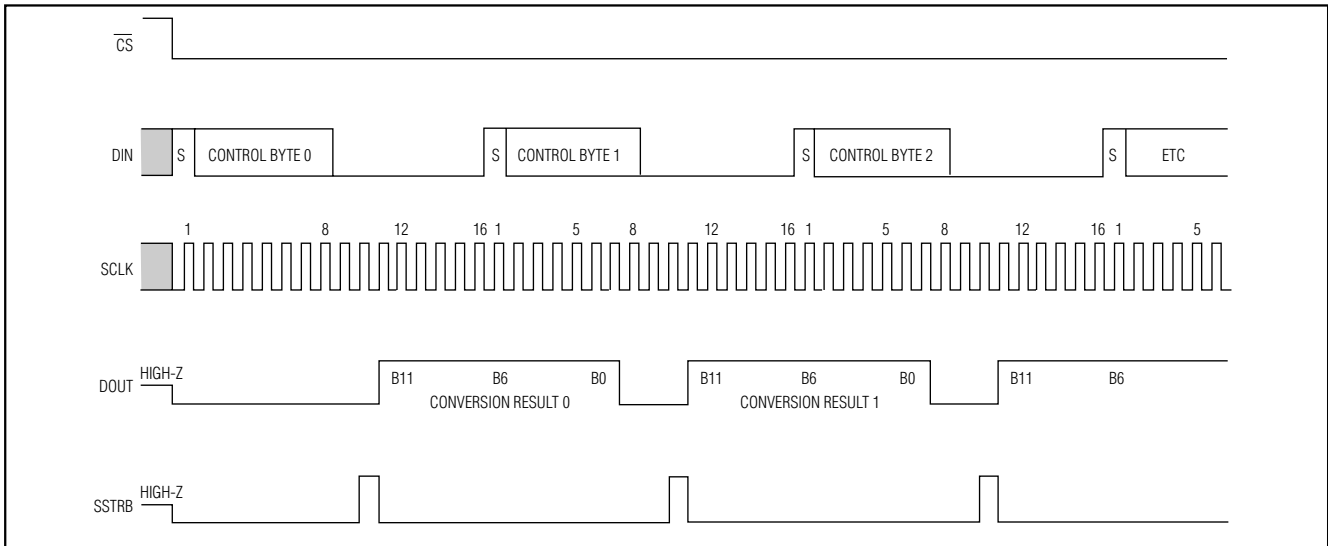 CS
DIN S CONTROL BYTE 0 S CONTROL BYTE 1 S CONTROL BYTE 2 S ETC
1 8 12 16 1 5 8 12 16 1 5 8 12 16 1 5
SCLK
HIGH-Z
DOUT B11 B6 B0 B11 B6 B0 B11 B6
CONVERSION RESULT 0 CONVERSION RESULT 1
HIGH-Z
SSTRB